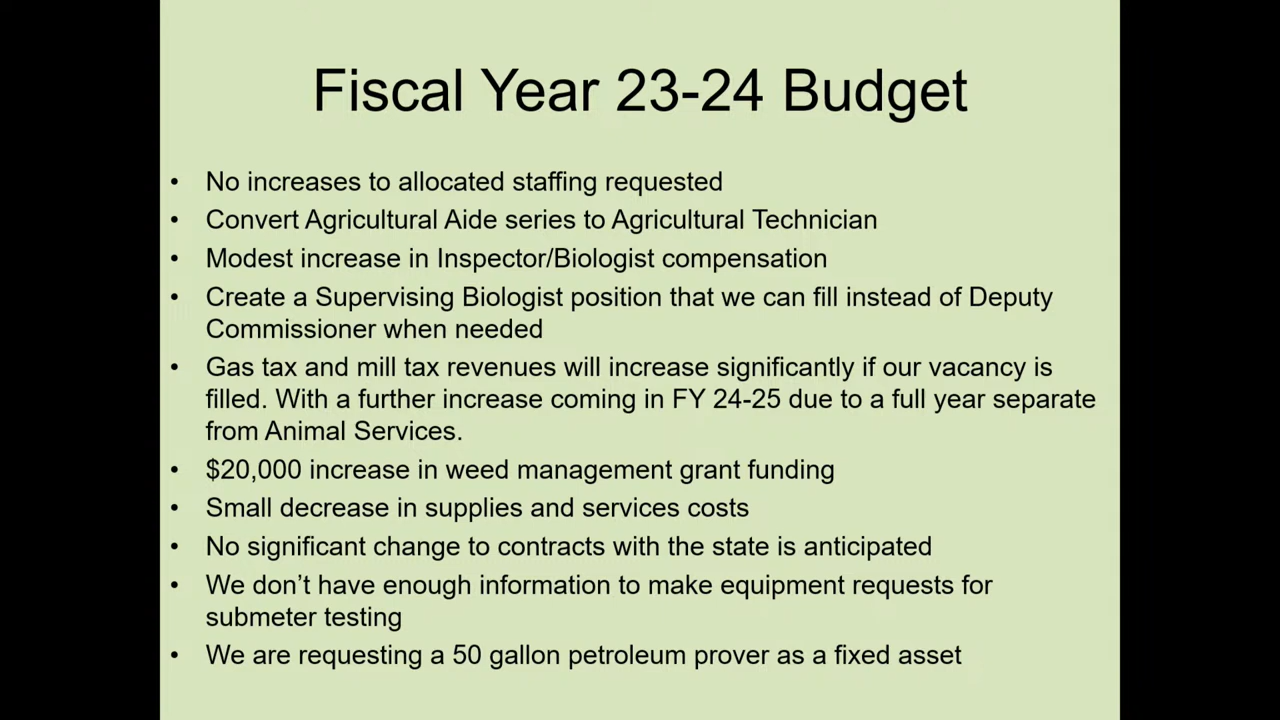 Fiscal Year 23-24 Budget
• No increases to allocated staffing requested
• Convert Agricultural Aide series to Agricultural Technician
• Modest increase in Inspector/Biologist compensation
• Create a Supervising Biologist position that we can fill instead of Deputy
Commissioner when needed
• Gas tax and mill tax revenues will increase significantly if our vacancy is
filled. With a further increase coming in FY 24-25 due to a full year separate
from Animal Services.
• $20,000 increase in weed management grant funding
• Small decrease in supplies and services costs
• No significant change to contracts with the state is anticipated
• We don’t have enough information to make equipment requests for
submeter testing
• We are requesting a 50 gallon petroleum prover as a fixed asset